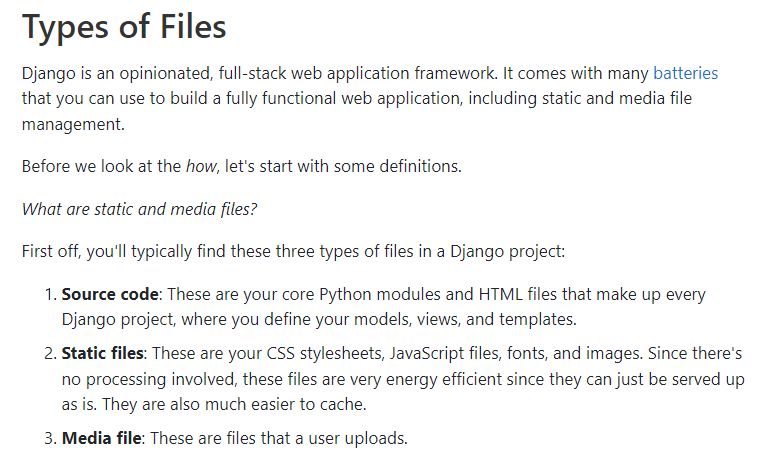 Types of Files
Django is an opinionated, full-stack web application framework. It comes with many batteries
that you can use to build a fully functional web application, including static and media file
management.
Before we look at the how, let's start with some definitions.
What are static and media files?
First off, you'll typically find these three types of files in a Django project:
1. Source code: These are your core Python modules and HTML files that make up every
Django project, where you define your models, views, and templates.
2. Static files: These are your CSS stylesheets, JavaScript files, fonts, and images. Since there's
no processing involved, these files are very energy efficient since they can just be served up
as is. They are also much easier to cache.
3. Media file: These are files that a user uploads.